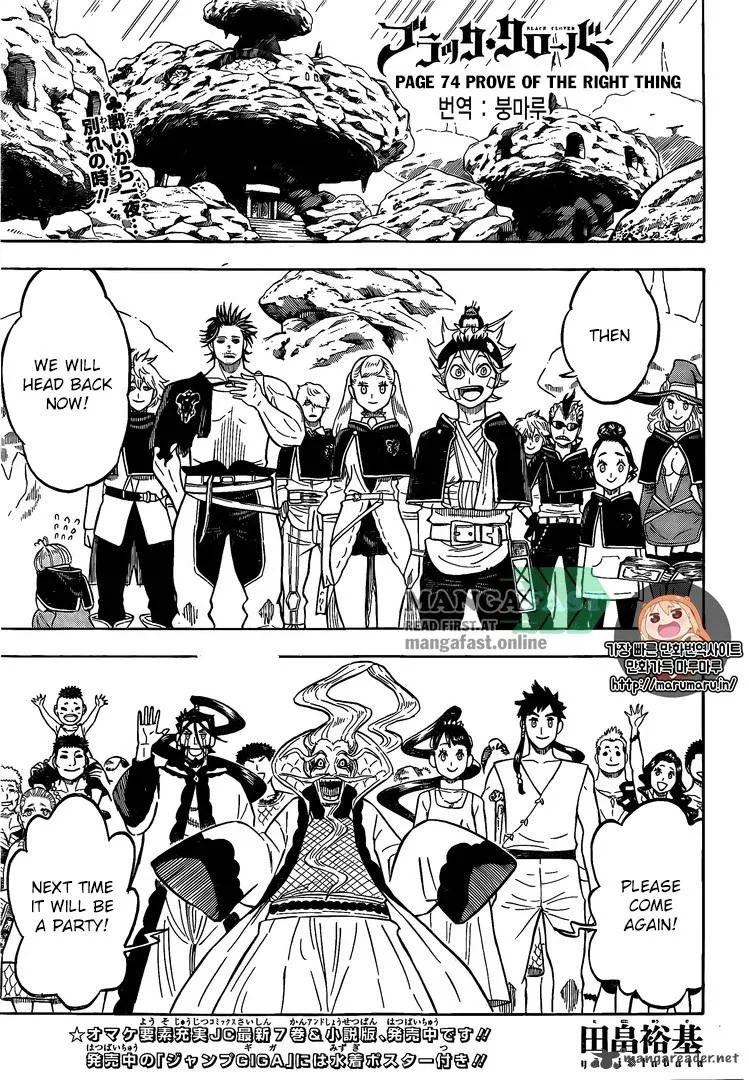 ブラック・クローバー
BLACK CLOVER
PAGE 74 PROVE OF THE RIGHT THING
번역 : 붕마루
戦いから一夜…
別れの時!!
THEN
WE WILL
HEAD BACK
NOW!
MANGAFAST
READ FIRST AT
mangafast.online
가장 빠른 만화번역사이트
만화가득 마루마루
http://marumaru.in/
PLEASE
COME
AGAIN!
NEXT TIME
IT WILL BE
A PARTY!
★オマケ要素充実JC最新7巻&小説版、発売中です!!
発売中の「ジャンプGIGA」には水着ポスター付き!!
田畠裕基
mangareader.net